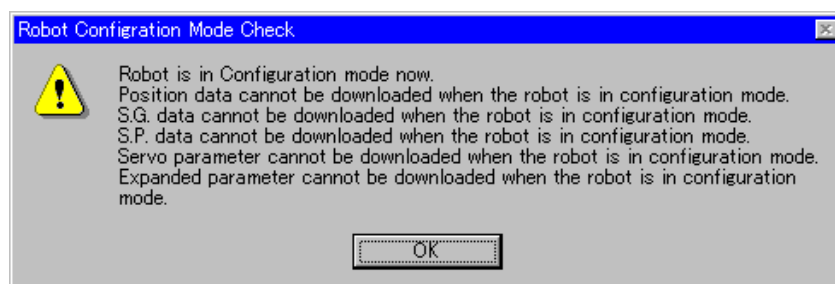 Robot Configration Mode Check
Robot is in Configuration mode now.
Position data cannot be downloaded when the robot is in configuration mode.
S.G. data cannot be downloaded when the robot is in configuration mode.
S.P. data cannot be downloaded when the robot is in configuration mode.
Servo parameter cannot be downloaded when the robot is in configuration mode.
Expanded parameter cannot be downloaded when the robot is in configuration
mode.
OK